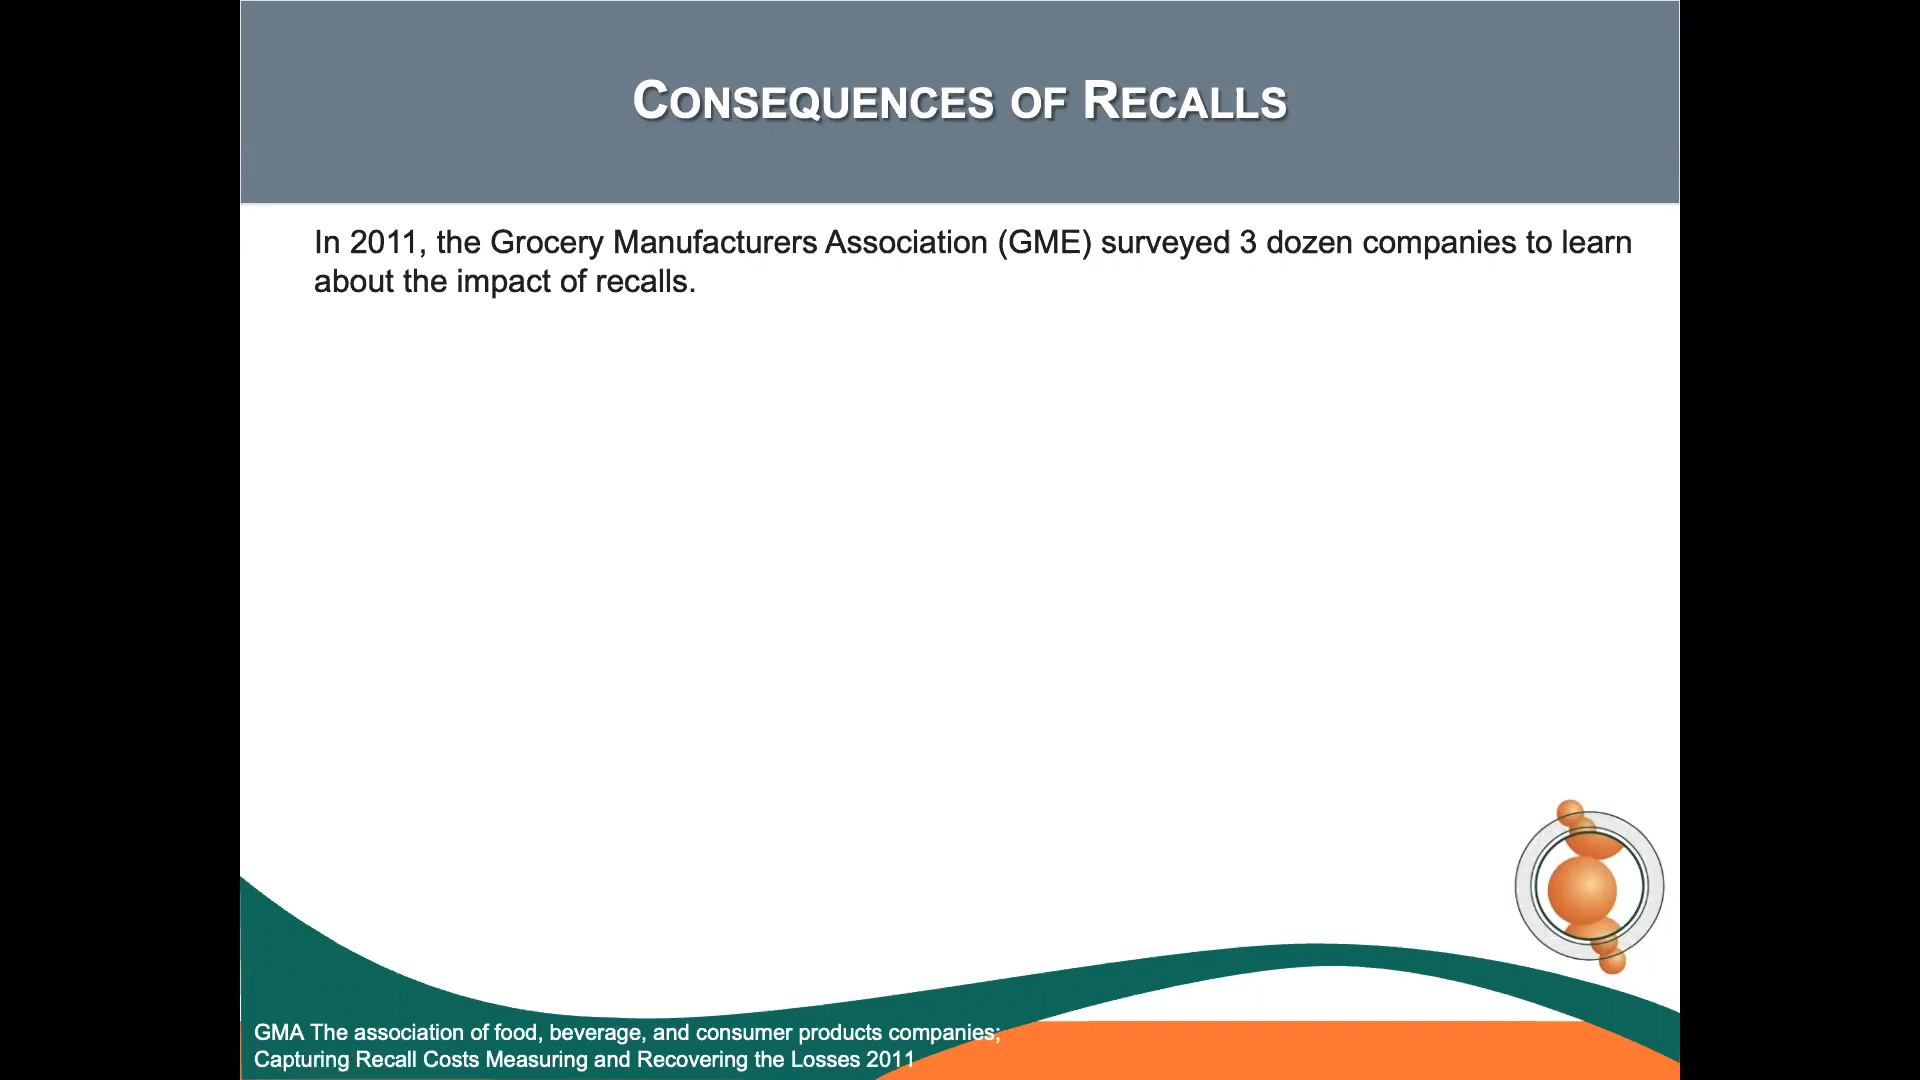 CONSEQUENCES OF RECALLS
In 2011, the Grocery Manufacturers Association (GME) surveyed 3 dozen companies to learn
about the impact of recalls.
GMA The association of food, beverage, and consumer products companies;
Capturing Recall Costs Measuring and Recovering the Losses 2011